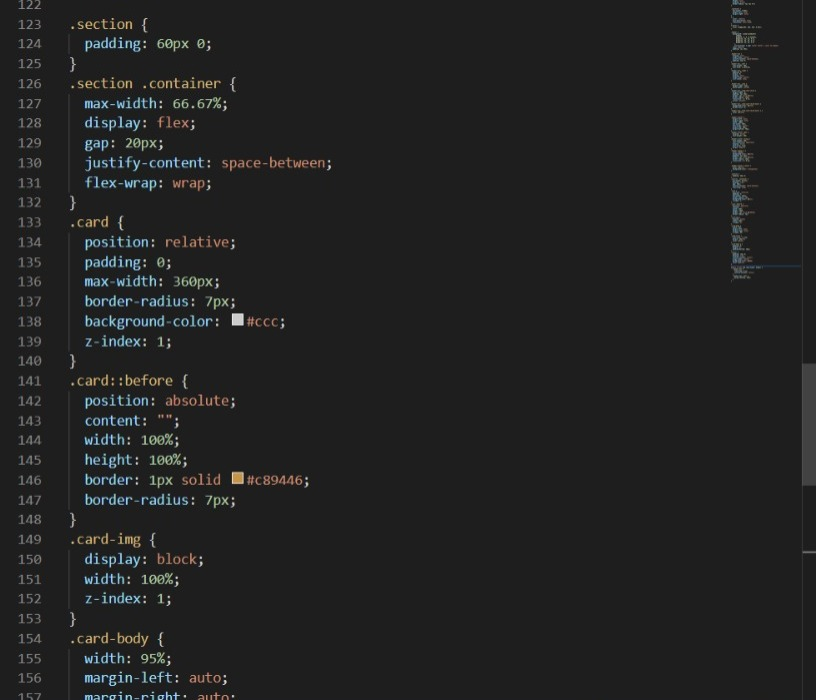 122
123 .section {
124   padding: 60px 0;
125 }
126 .section .container {
127   max-width: 66.67%;
128   display: flex;
129   gap: 20px;
130   justify-content: space-between;
131   flex-wrap: wrap;
132 }
133 .card {
134   position: relative;
135   padding: 0;
136   max-width: 360px;
137   border-radius: 7px;
138   background-color: #ccc;
139   z-index: 1;
140 }
141 .card::before {
142   position: absolute;
143   content: "";
144   width: 100%;
145   height: 100%;
146   border: 1px solid #c89446;
147   border-radius: 7px;
148 }
149 .card-img {
150   display: block;
151   width: 100%;
152   z-index: 1;
153 }
154 .card-body {
155   width: 95%;
156   margin-left: auto;
157   margin-right: auto;